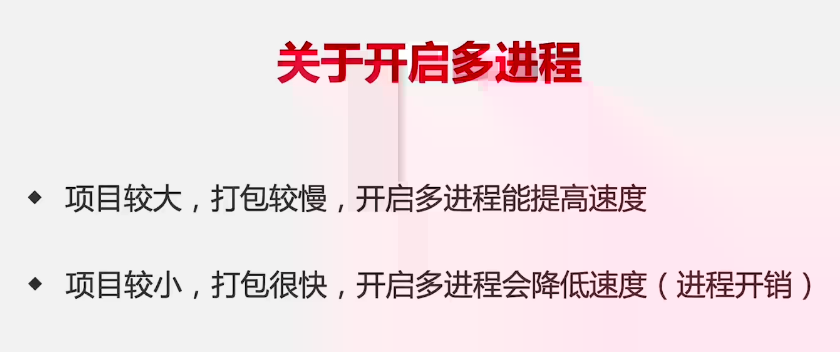 关于开启多进程
◆ 项目较大，打包较慢，开启多进程能提高速度
◆ 项目较小，打包很快，开启多进程会降低速度（进程开销）